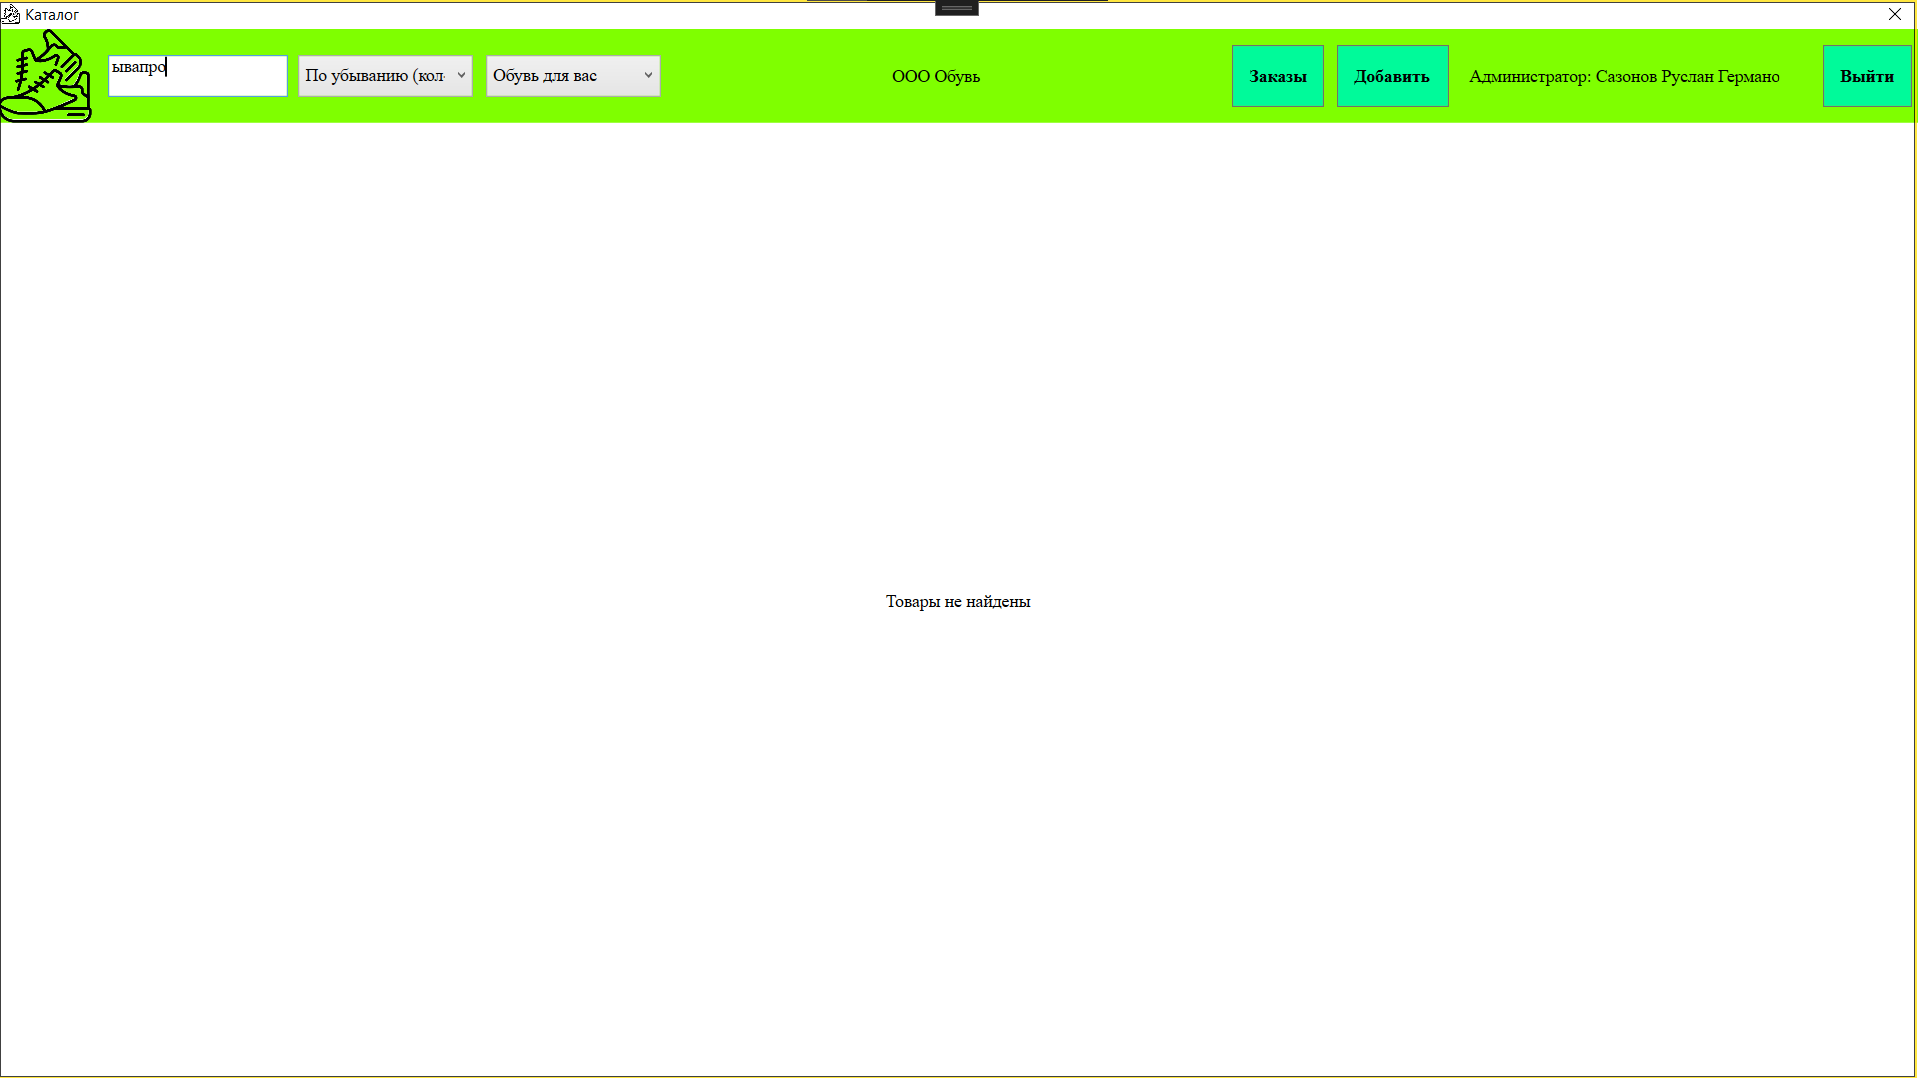 Каталог
ывапро
По убыванию (кол-
Обувь для вас
ООО Обувь
Заказы
Добавить
Администратор: Сазонов Руслан Германо
Выйти
Товары не найдены